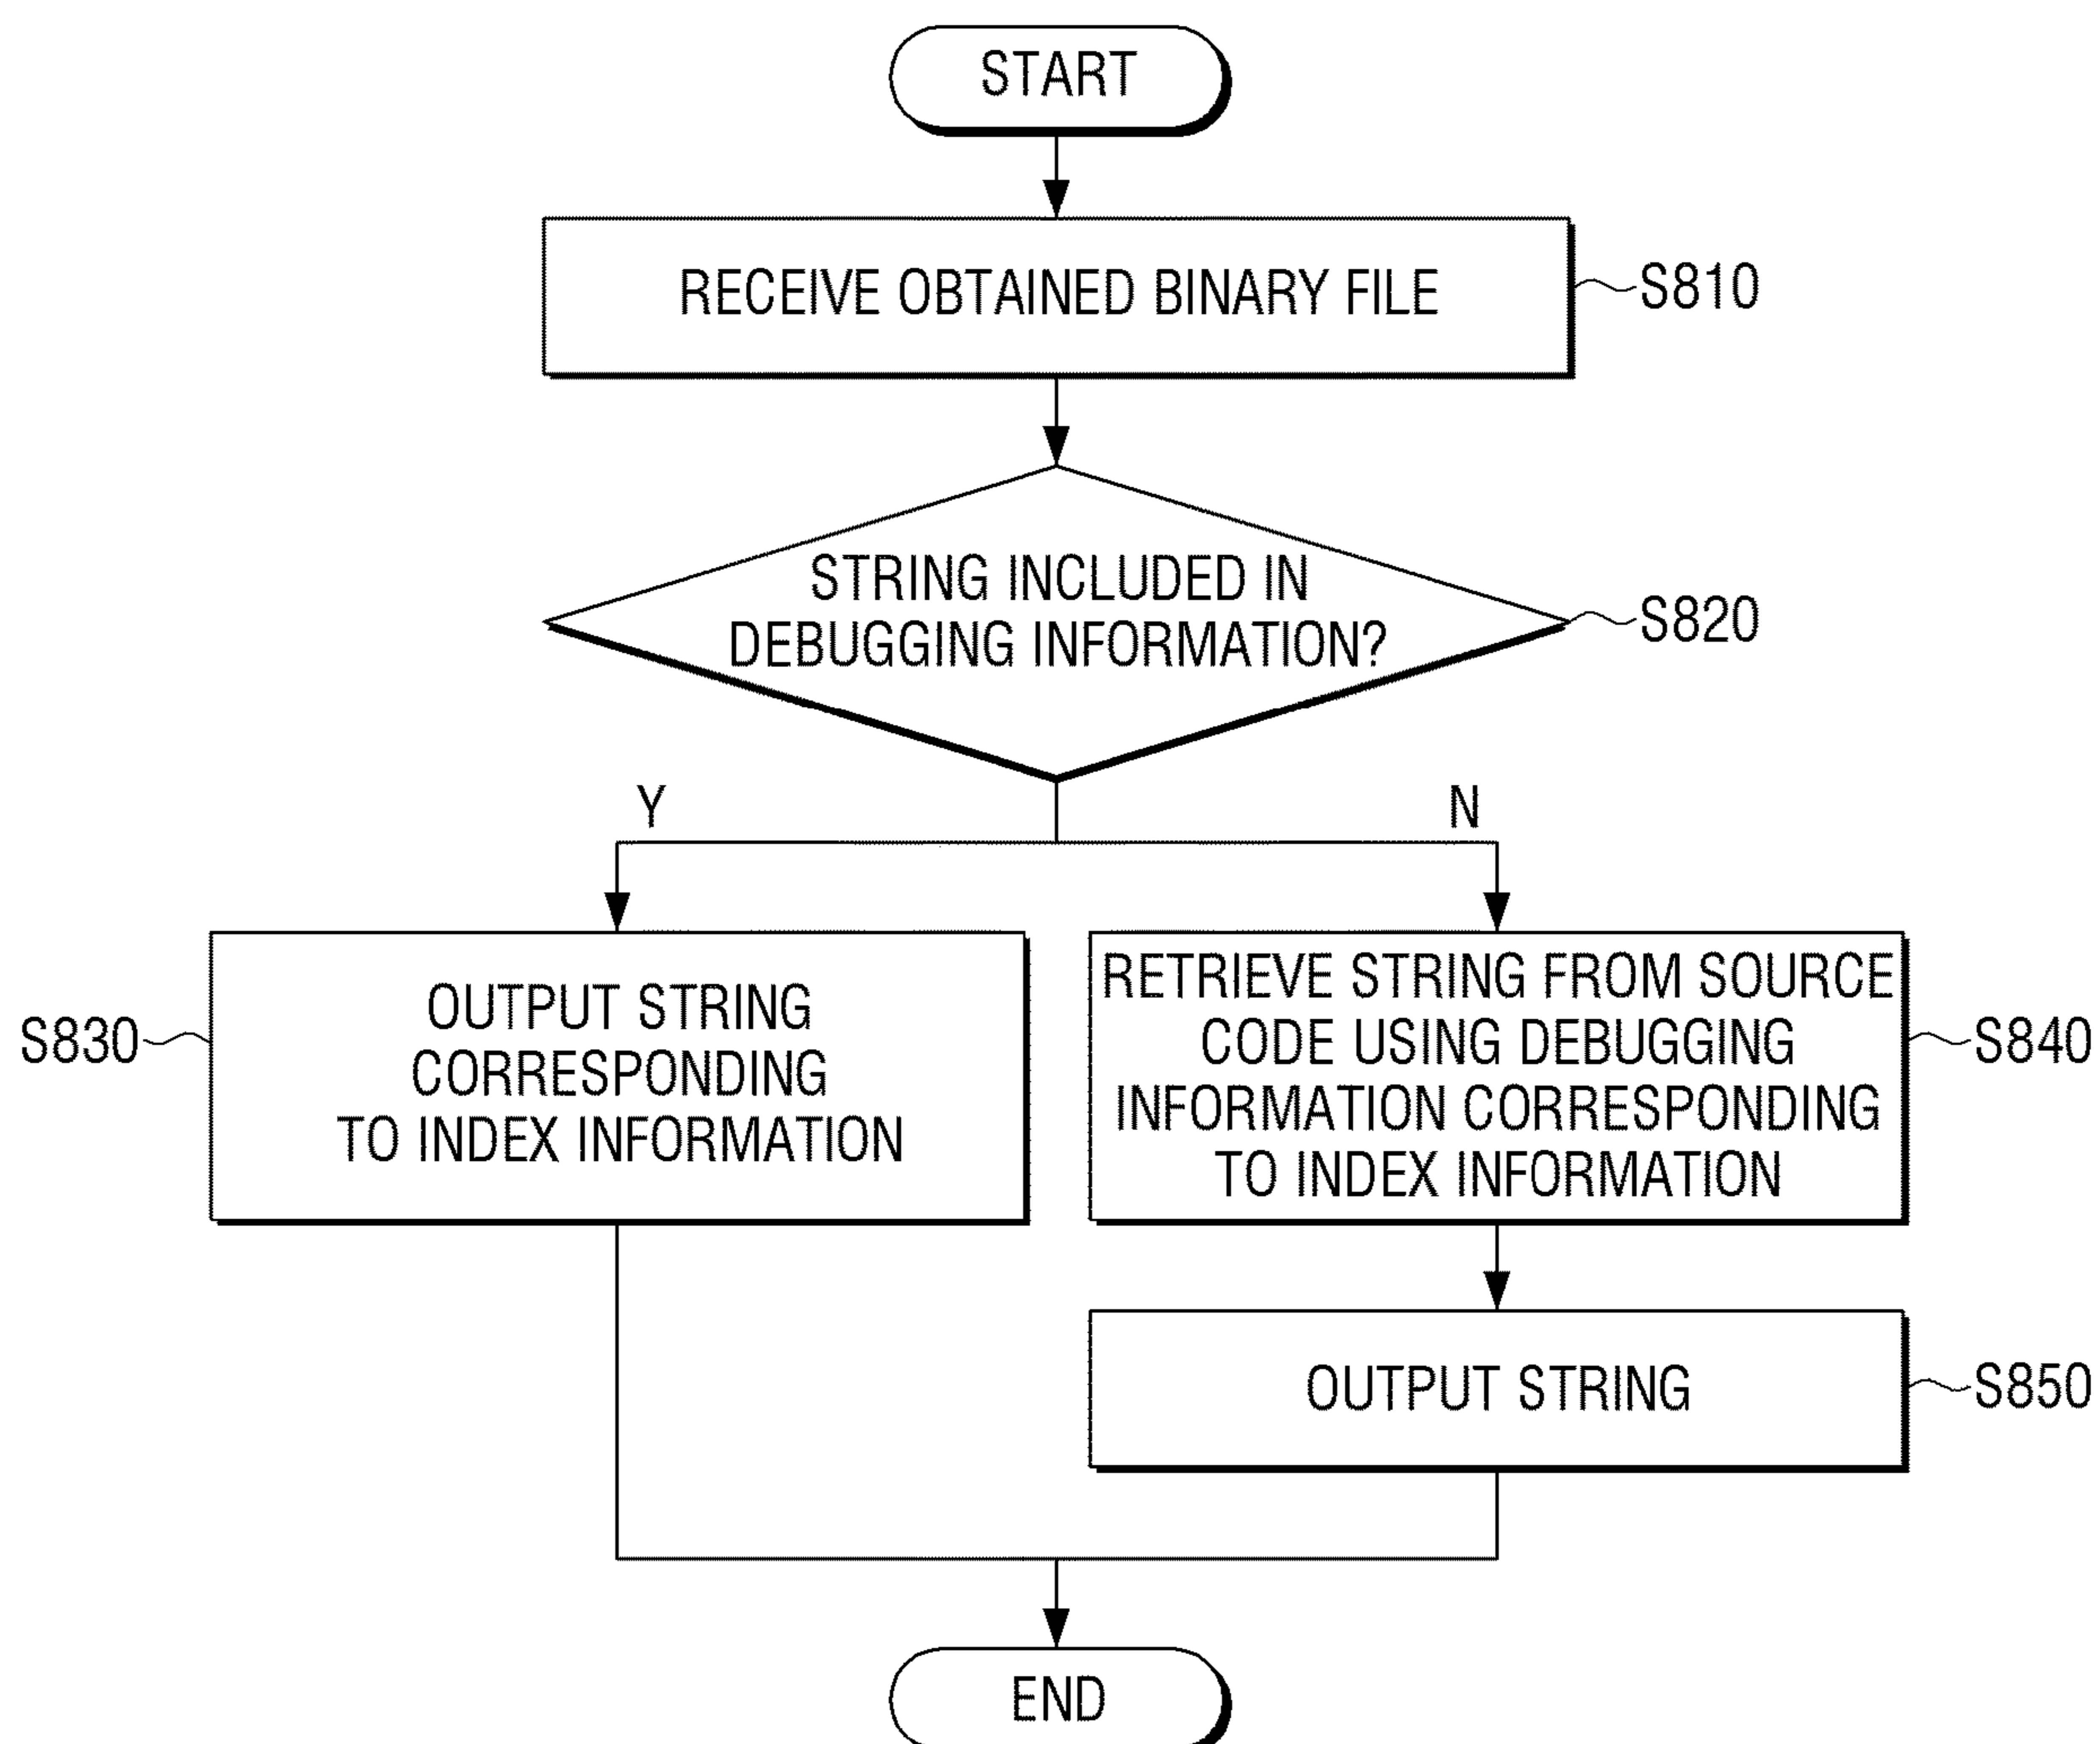 START
RECEIVE OBTAINED BINARY FILE
S810
STRING INCLUDED IN
DEBUGGING INFORMATION?
S820
Y
N
OUTPUT STRING
CORRESPONDING
TO INDEX INFORMATION
S830
RETRIEVE STRING FROM SOURCE
CODE USING DEBUGGING
INFORMATION CORRESPONDING
TO INDEX INFORMATION
S840
OUTPUT STRING
S850
END